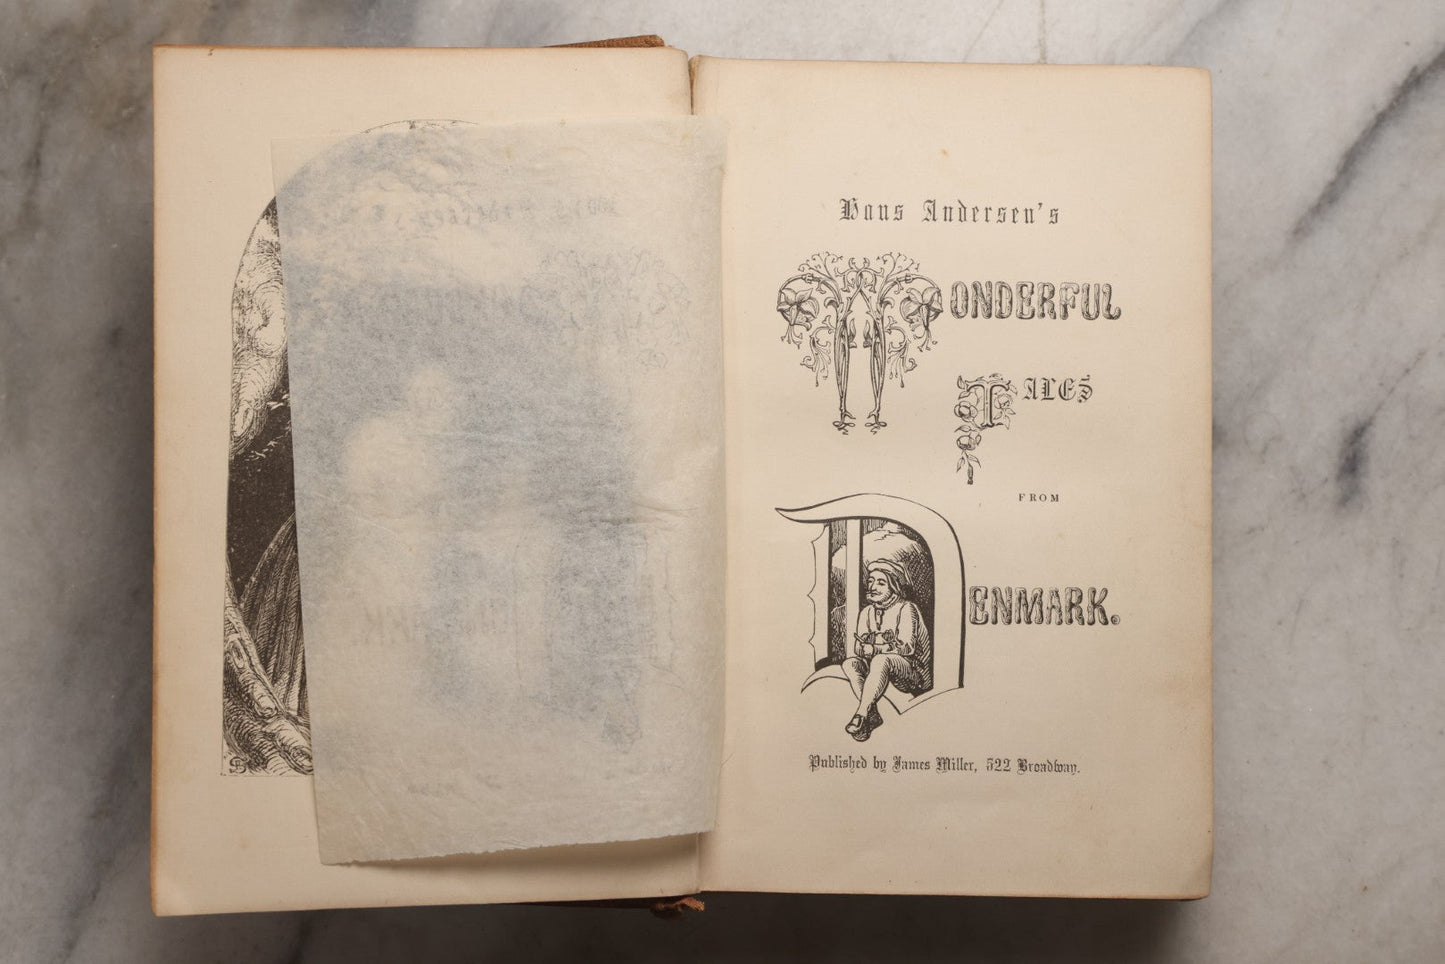 Hans Andersen's
WONDERFUL
TALES
FROM
DENMARK.
Published by James Miller, 522 Broadway.